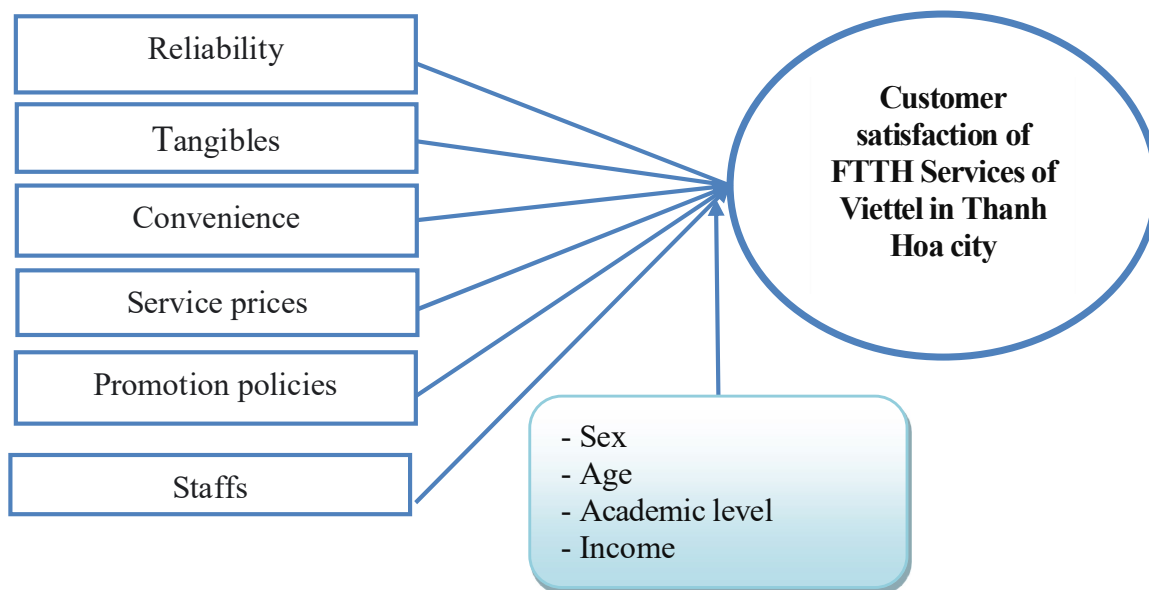 Reliability
Tangibles
Convenience
Service prices
Promotion policies
Staffs
Customer
satisfaction of
FTTH Services of
Viettel in Thanh
Hoa city
- Sex
- Age
- Academic level
- Income